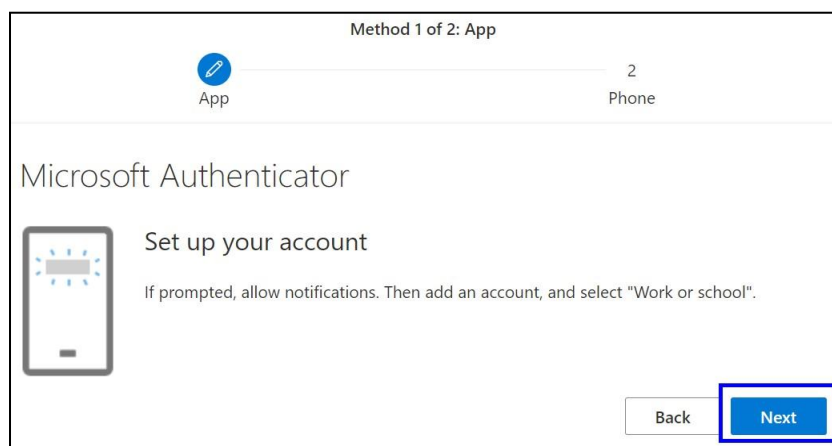 Method 1 of 2: App
2
App
Phone
Microsoft Authenticator
Set up your account
If prompted, allow notifications. Then add an account, and select "Work or school".
Back
Next